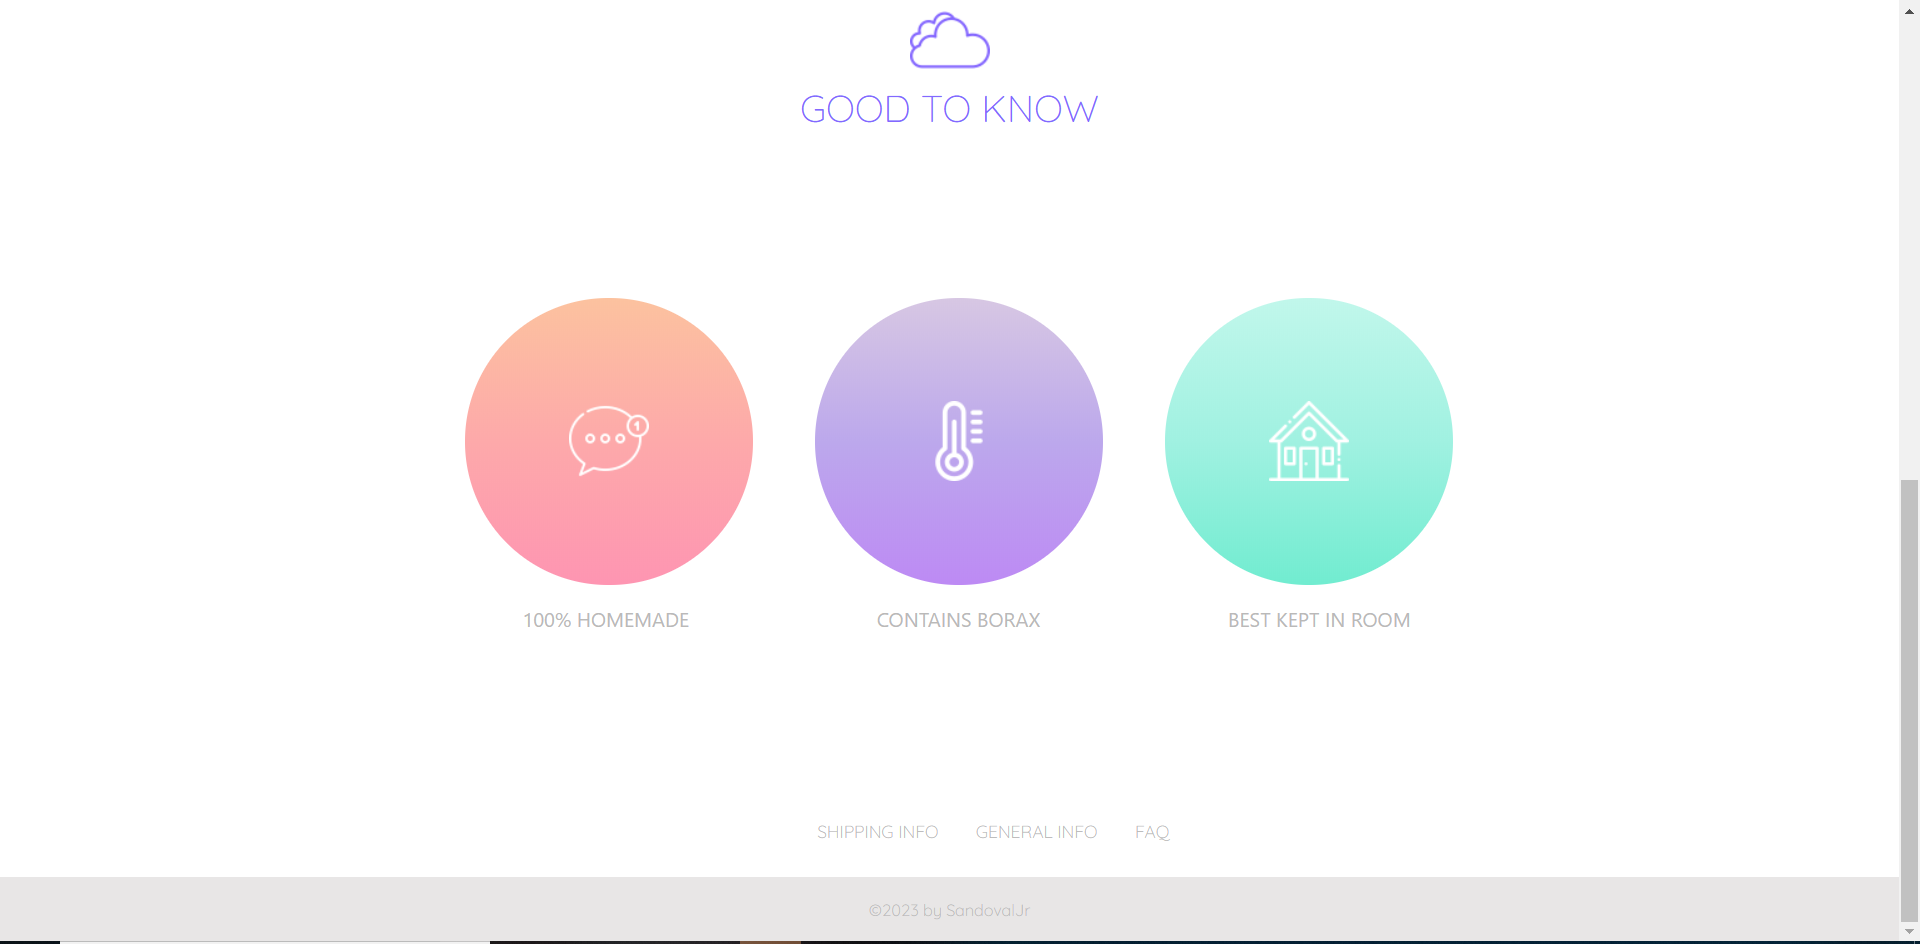 GOOD TO KNOW
1
100% HOMEMADE
CONTAINS BORAX
BEST KEPT IN ROOM
SHIPPING INFO
GENERAL INFO
FAQ
©2023 by SandovalJr